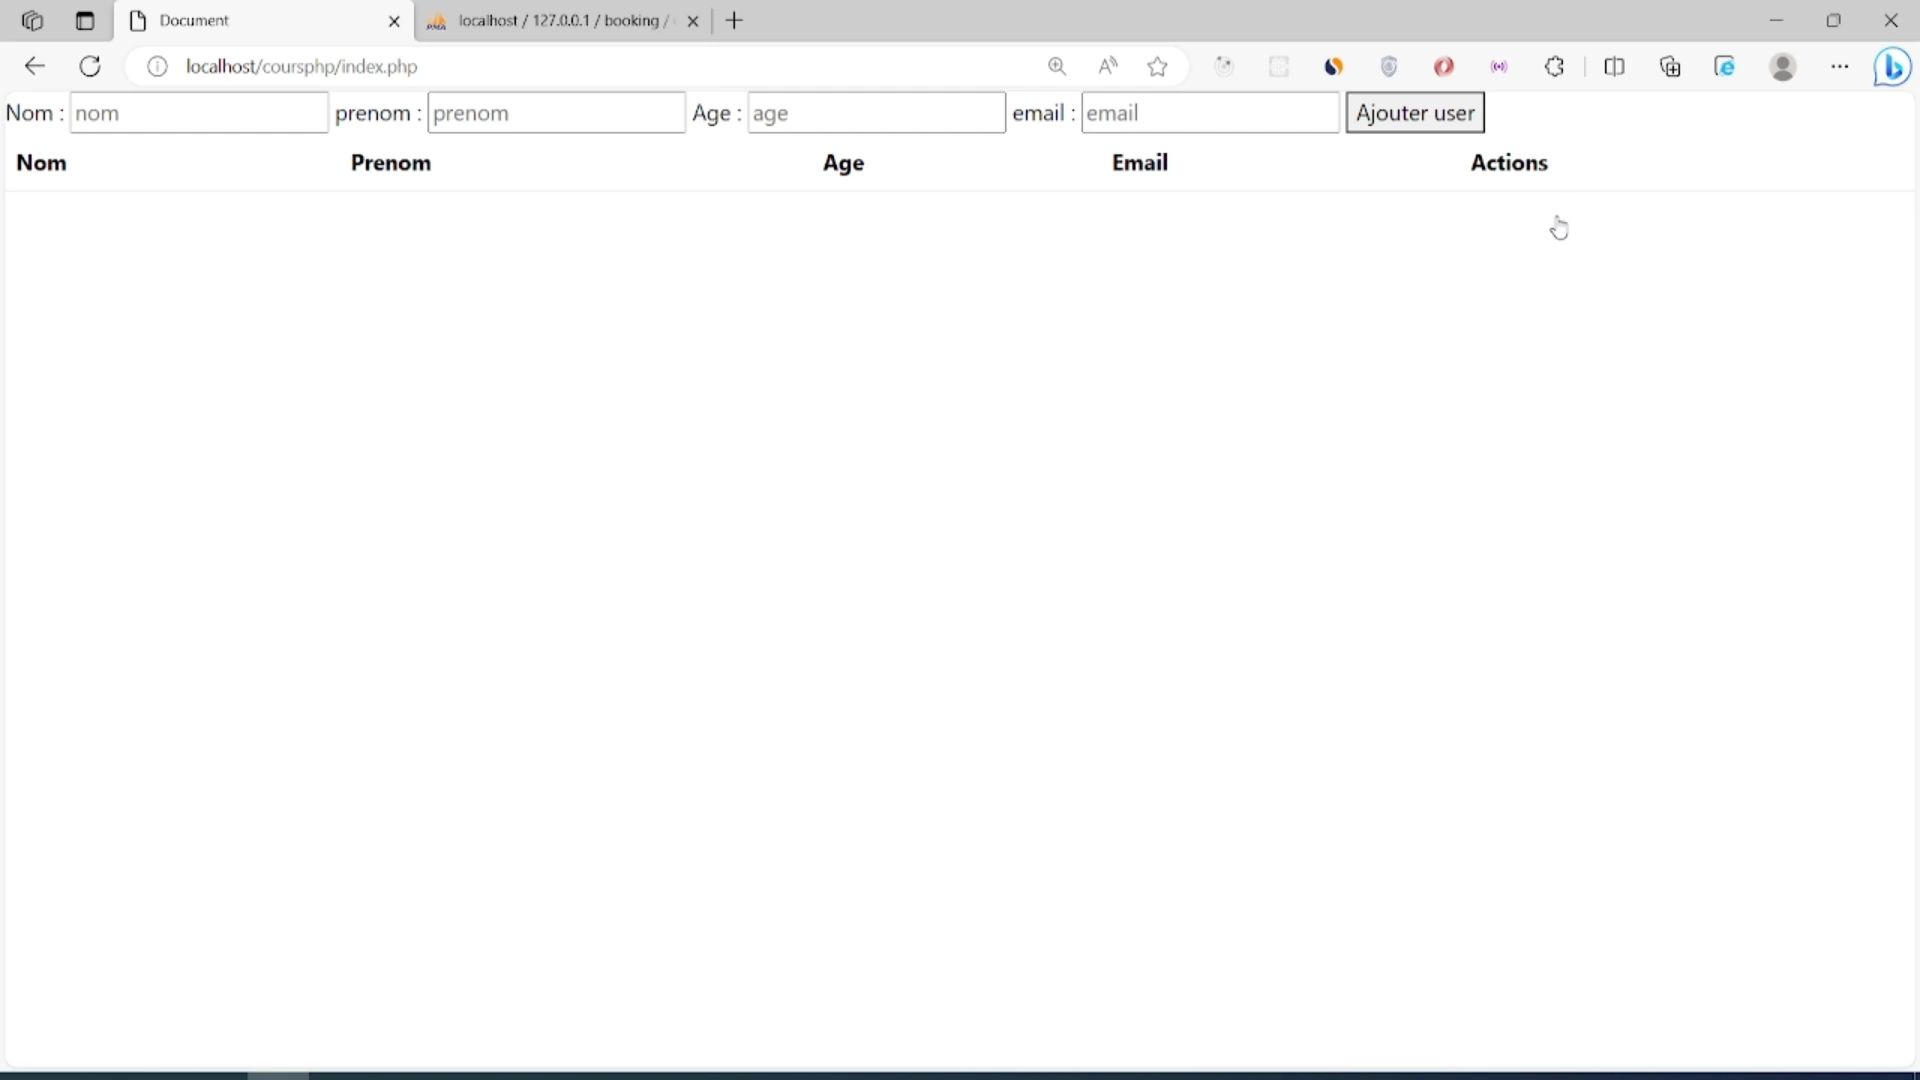 Document
localhost / 127.0.0.1 / booking /
localhost/coursphp/index.php
Nom : nom prenom : prenom Age : age email : email Ajouter user
Nom Prenom Age Email Actions